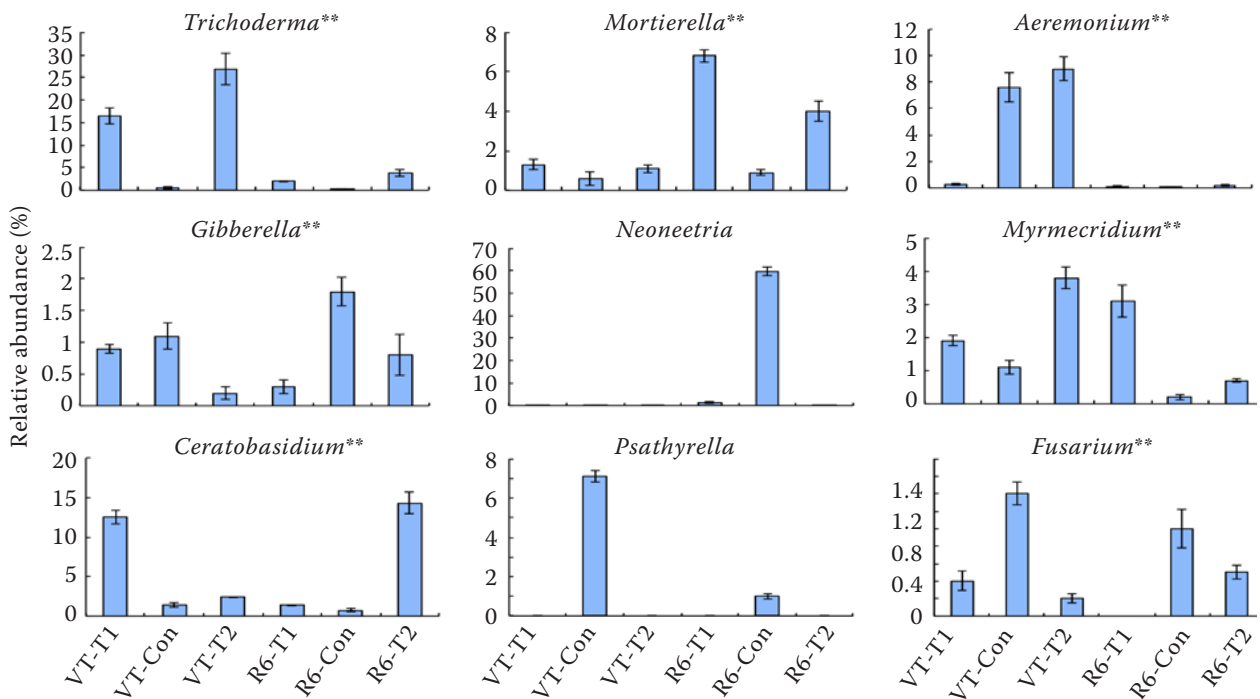 Relative abundance (%)
Trichoderma**
35
30
25
20
15
10
5
0
Mortierella**
8
6
4
2
0
Aeremonium**
12
10
8
6
4
2
0
Gibberella**
2.5
2
1.5
1
0.5
0
Neoneetria
70
60
50
40
30
20
10
0
Myrmecridium**
5
4
3
2
1
0
Ceratobasidium**
20
15
10
5
0
Psathyrella
8
6
4
2
0
Fusarium**
1.4
1.2
0.8
0.4
0
VT-T1
VT-Con
VT-T2
R6-T1
R6-Con
R6-T2
VT-T1
VT-Con
VT-T2
R6-T1
R6-Con
R6-T2
VT-T1
VT-Con
VT-T2
R6-T1
R6-Con
R6-T2